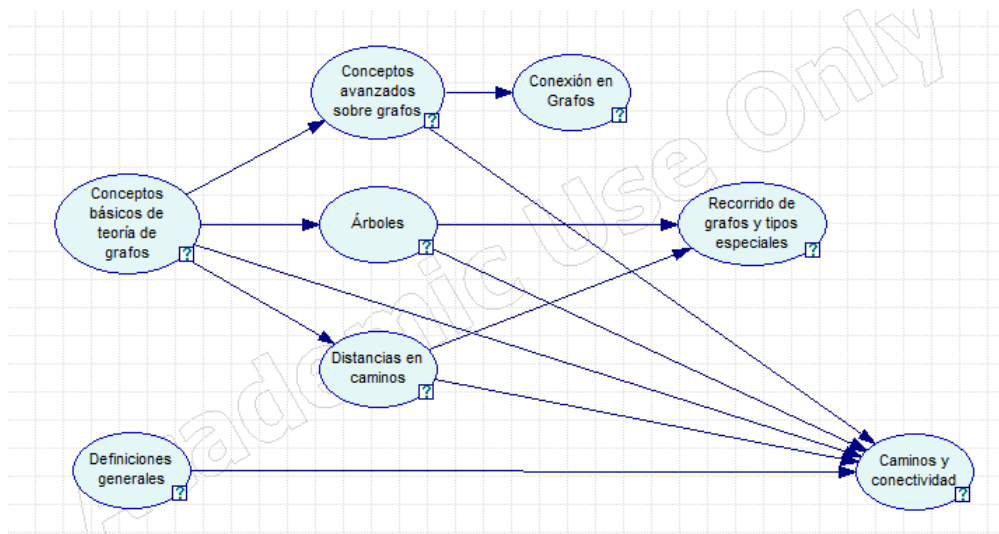 Conceptos
avanzados
sobre grafos
?
Conexión en
Grafos
?
Conceptos
básicos de
teoría de
grafos
?
Árboles
?
Recorrido de
grafos y tipos
especiales
?
Distancias en
caminos
?
Definiciones
generales
?
Caminos y
conectividad
?
Academic Use Only